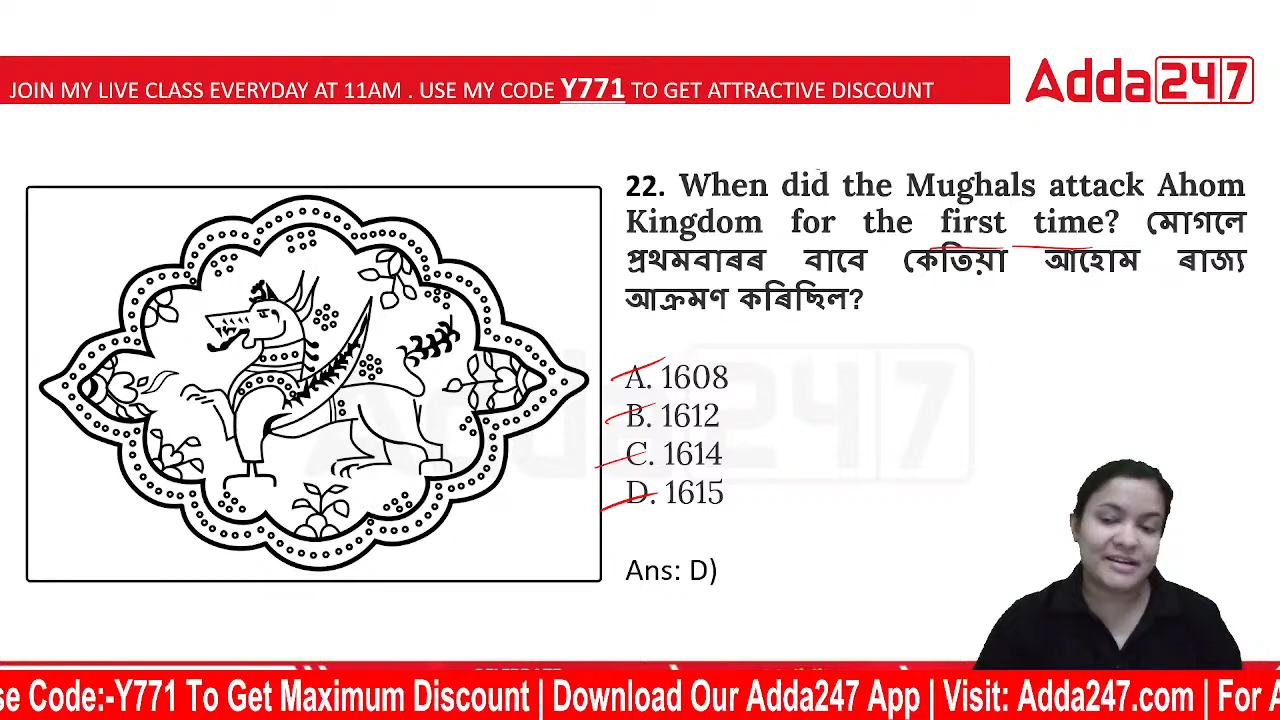 JOIN MY LIVE CLASS EVERYDAY AT 11AM . USE MY CODE Y771 TO GET ATTRACTIVE DISCOUNT
Adda247
22. When did the Mughals attack Ahom
Kingdom for the first time? মোগলে
প্ৰথমবাৰৰ বাবে কেতিয়া আহোম ৰাজ্য
আক্ৰমণ কৰিছিল?
A. 1608
B. 1612
C. 1614
D. 1615
Ans: D)
se Code:-Y771 To Get Maximum Discount | Download Our Adda247 App | Visit: Adda247.com | For A